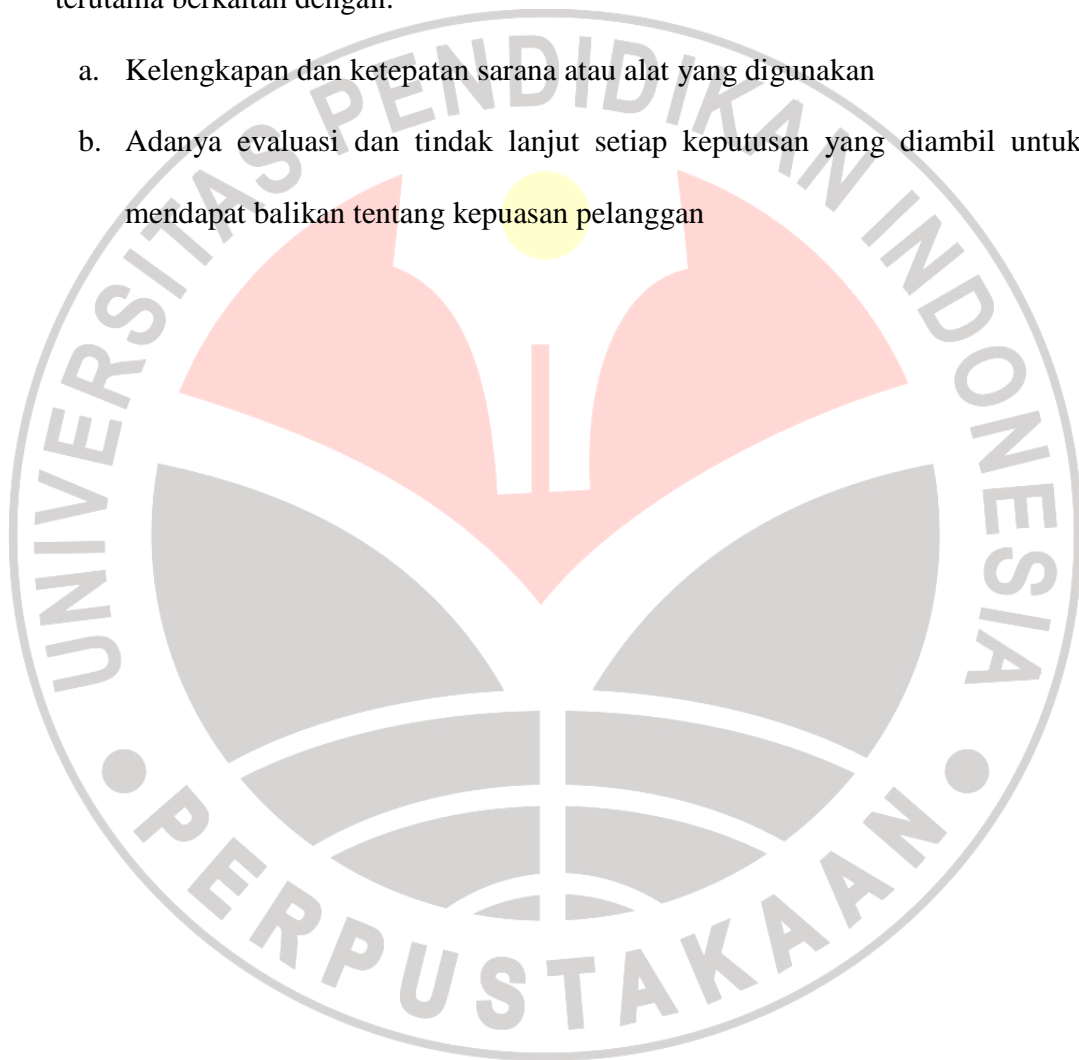 terutama berkaitan dengan:
a. Kelengkapan dan ketepatan sarana atau alat yang digunakan
b. Adanya evaluasi dan tindak lanjut setiap keputusan yang diambil untuk
mendapat balikan tentang kepuasan pelanggan
UNIVERSITAS PENDIDIKAN INDONESIA
PERPUSTAKAAN